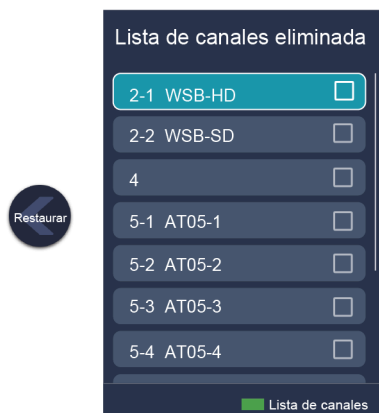 Lista de canales eliminada
2-1 WSB-HD
2-2 WSB-SD
4
5-1 AT05-1
Restaurar
5-2 AT05-2
5-3 AT05-3
5-4 AT05-4
Lista de canales